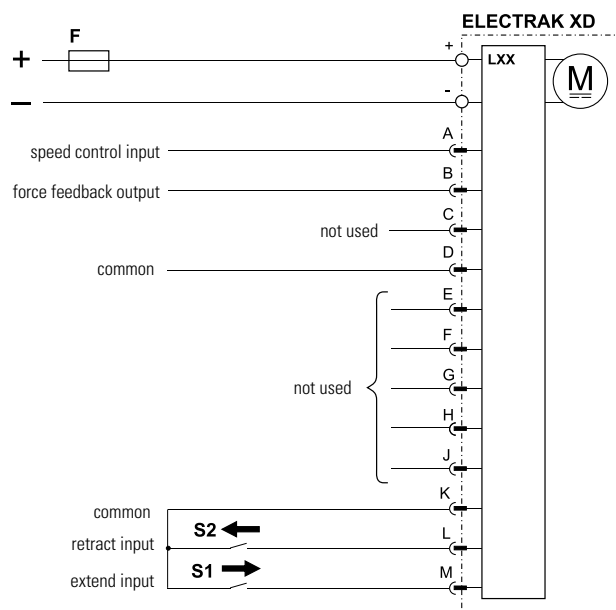 ELECTRAK XD
F
+
+
LXX
M
-
−
A
speed control input
B
force feedback output
C
not used
D
common
E
F
G
not used
H
J
K
common
S2
L
retract input
S1
M
extend input